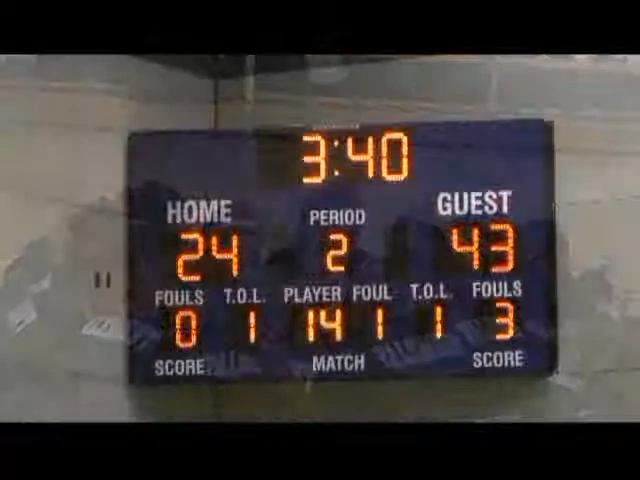 3:40
HOME PERIOD GUEST
24 2 43
FOULS T.O.L. PLAYER FOUL T.O.L. FOULS
0 1 14 1 1 3
SCORE MATCH SCORE